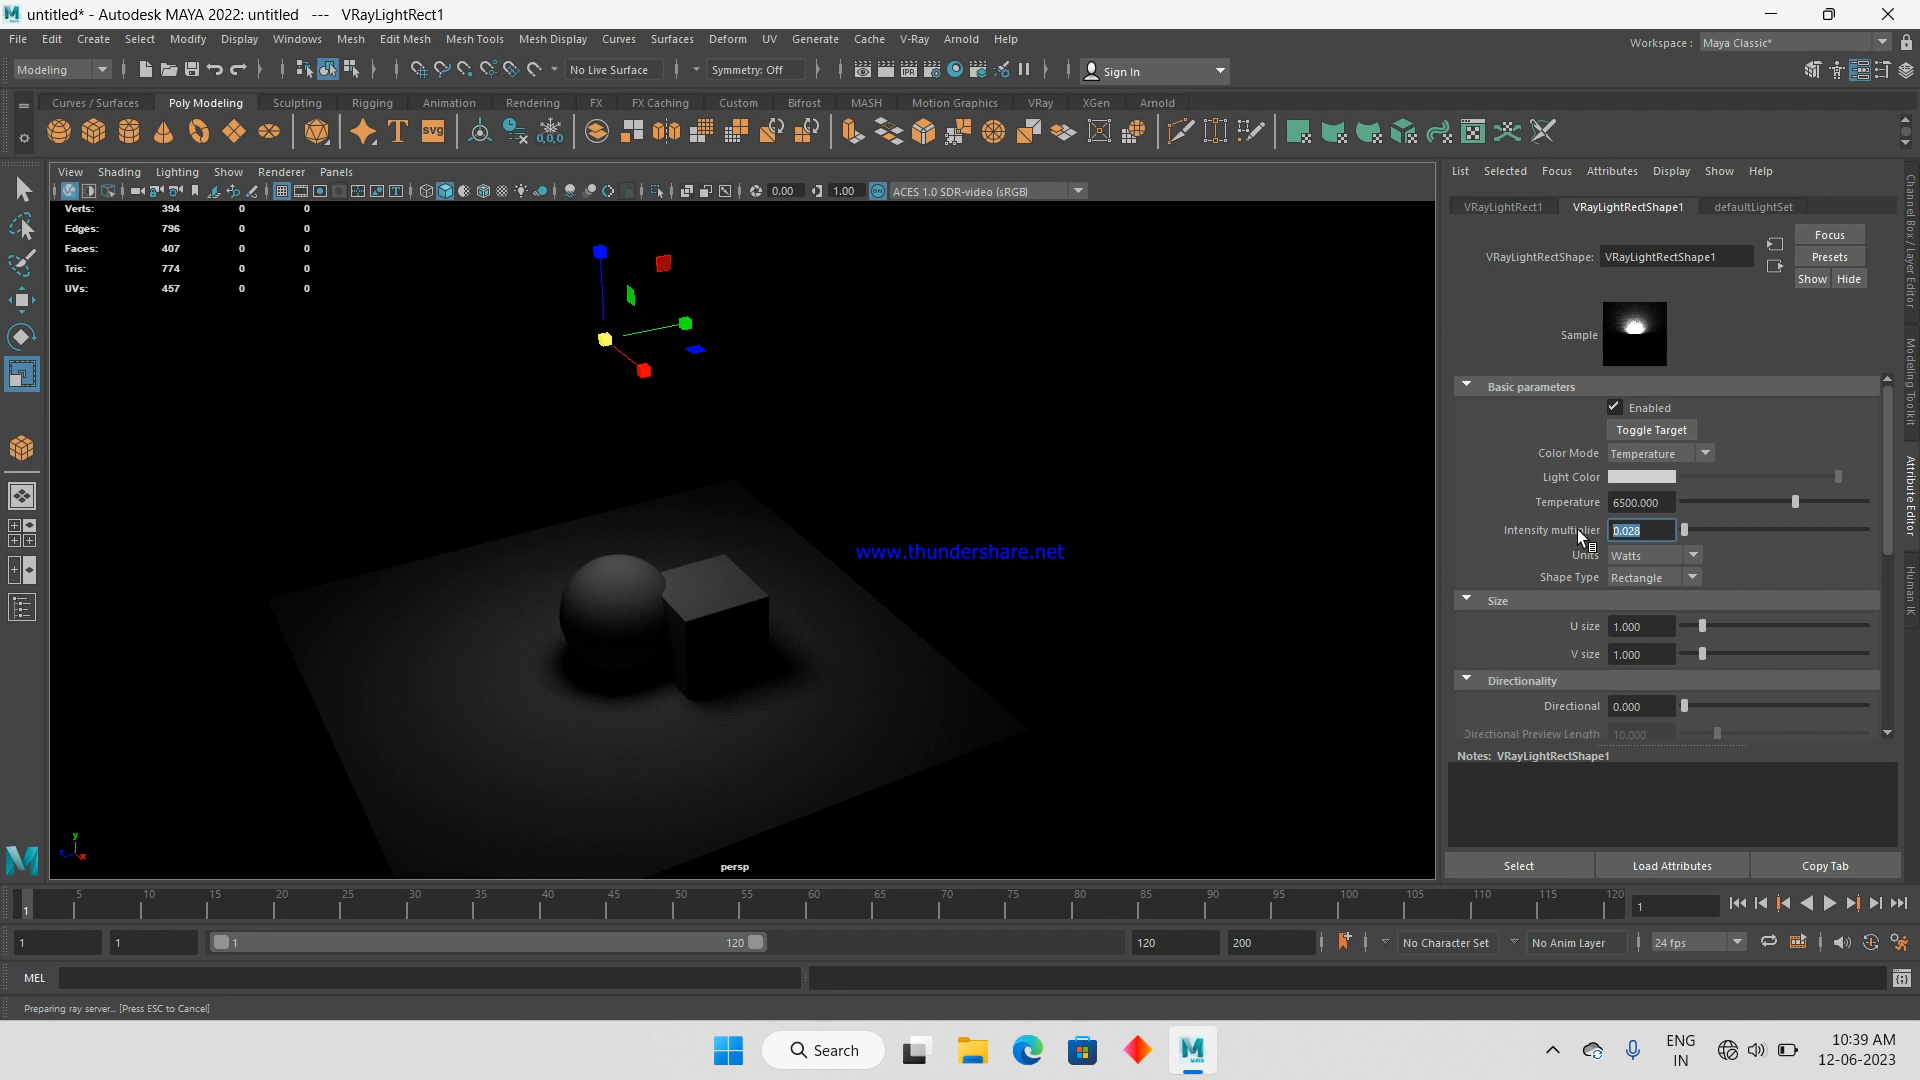 untitled* - Autodesk MAYA 2022: untitled --- VRayLightRect1
File Edit Create Select Modify Display Windows Mesh Edit Mesh Mesh Tools Mesh Display Curves Surfaces Deform UV Generate Cache V-Ray Arnold Help
Workspace : Maya Classic*
Modeling No Live Surface Symmetry: Off Sign In
Curves / Surfaces Poly Modeling Sculpting Rigging Animation Rendering FX FX Caching Custom Bifrost MASH Motion Graphics VRay XGen Arnold
View Shading Lighting Show Renderer Panels
0.00 1.00 ACES 1.0 SDR-video (sRGB)
Verts: 394 0 0
Edges: 796 0 0
Faces: 407 0 0
Tris: 774 0 0
UVs: 457 0 0
www.thundershare.net
persp
List Selected Focus Attributes Display Show Help
VRayLightRect1 VRayLightRectShape1 defaultLightSet
Focus
VRayLightRectShape: VRayLightRectShape1
Presets
Show Hide
Sample
Basic parameters
Enabled
Toggle Target
Color Mode Temperature
Light Color
Temperature 6500.000
Intensity multiplier 0.028
Units Watts
Shape Type Rectangle
Size
U size 1.000
V size 1.000
Directionality
Directional 0.000
Directional Preview Length 10.000
Notes: VRayLightRectShape1
Select Load Attributes Copy Tab
Channel Box / Layer Editor
Modeling Toolkit
Attribute Editor
Human IK
1 5 10 15 20 25 30 35 40 45 50 55 60 65 70 75 80 85 90 95 100 105 110 115 120
1
1 1 1 120 120 200 No Character Set No Anim Layer 24 fps
MEL
Preparing ray server... [Press ESC to Cancel]
Search
ENG
IN
10:39 AM
12-06-2023